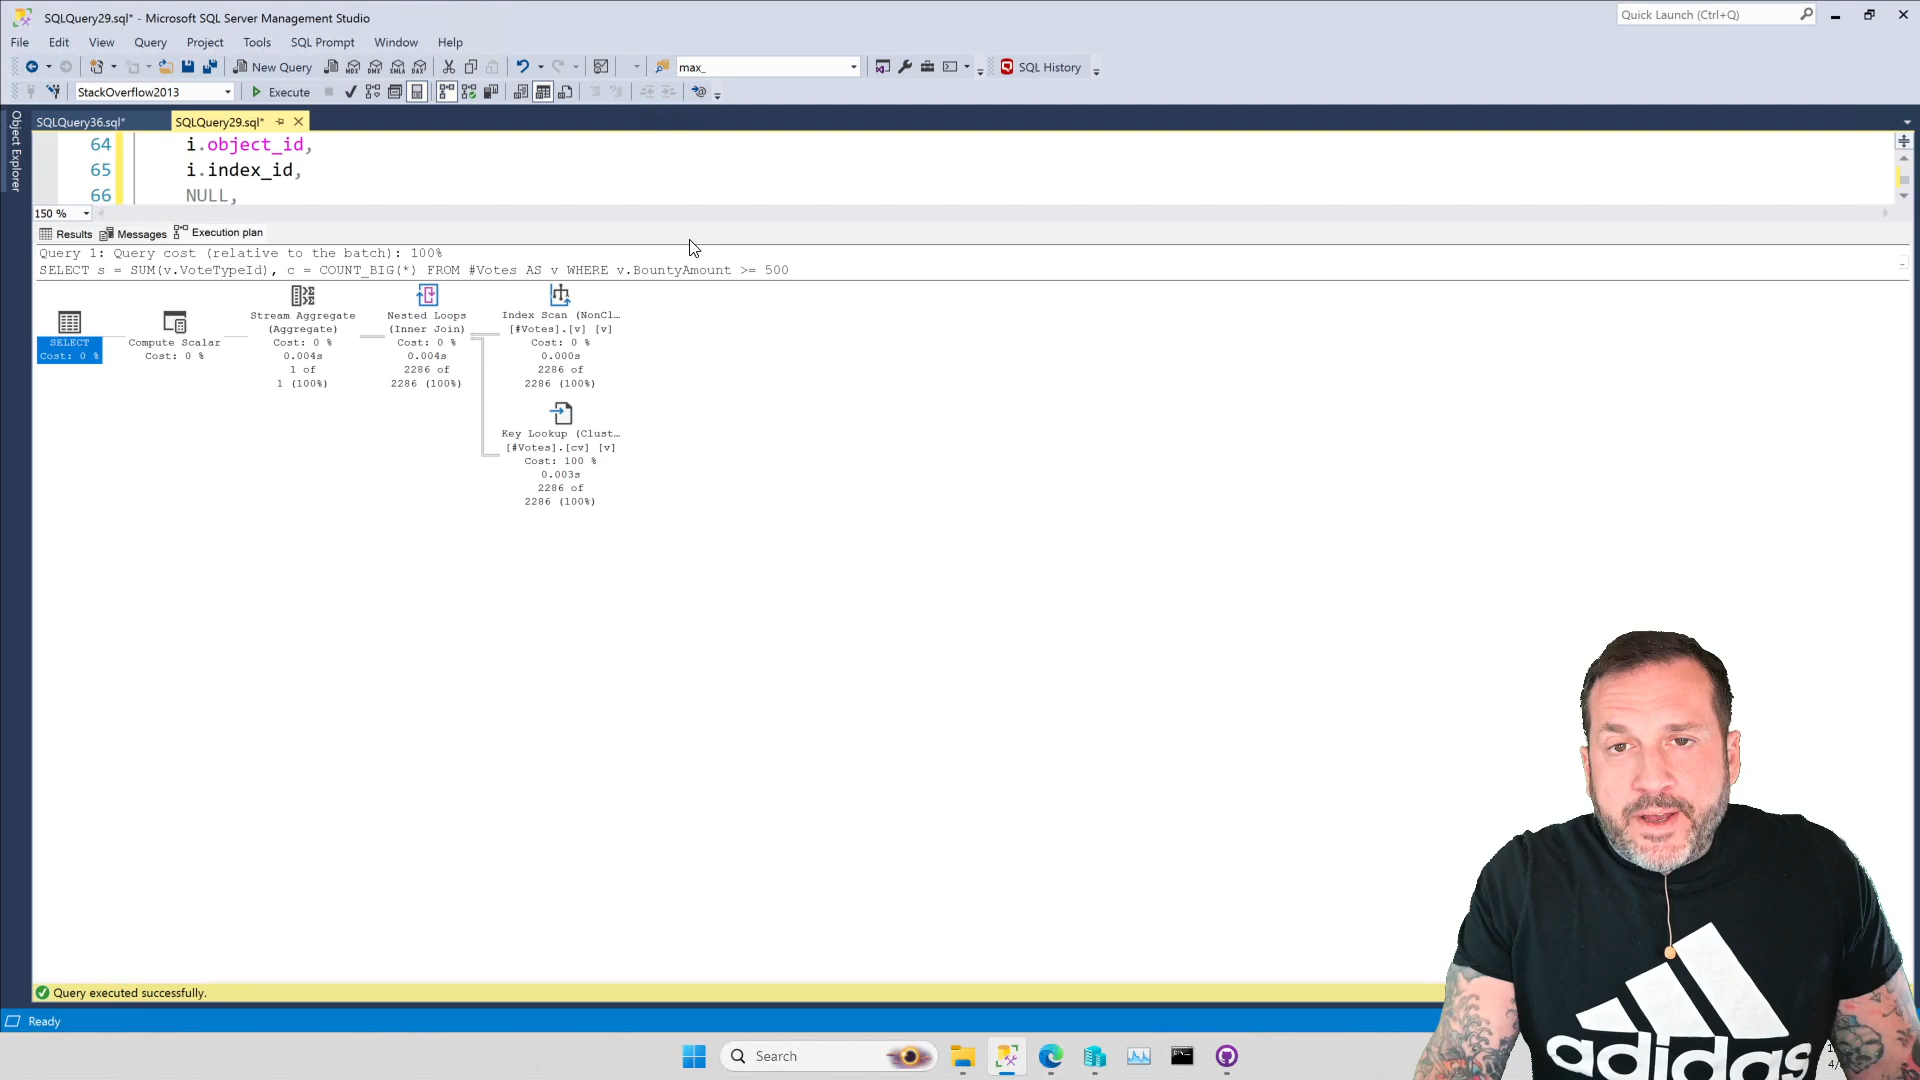 SQLQuery29.sql* - Microsoft SQL Server Management Studio
Quick Launch (Ctrl+Q)
File Edit View Query Project Tools SQL Prompt Window Help
New Query
max_
SQL History
StackOverflow2013
Execute
SQLQuery36.sql*
SQLQuery29.sql*
Object Explorer
64 i.object_id,
65 i.index_id,
66 NULL,
150 %
Results Messages Execution plan
Query 1: Query cost (relative to the batch): 100%
SELECT s = SUM(v.VoteTypeId), c = COUNT_BIG(*) FROM #Votes AS v WHERE v.BountyAmount >= 500
SELECT
Cost: 0 %
Compute Scalar
Cost: 0 %
Stream Aggregate
(Aggregate)
Cost: 0 %
0.004s
1 of
1 (100%)
Nested Loops
(Inner Join)
Cost: 0 %
0.004s
2286 of
2286 (100%)
Index Scan (NonCl…
[#Votes].[v] [v]
Cost: 0 %
0.000s
2286 of
2286 (100%)
Key Lookup (Clust…
[#Votes].[cv] [v]
Cost: 100 %
0.003s
2286 of
2286 (100%)
Query executed successfully.
Ready
Search
adidas